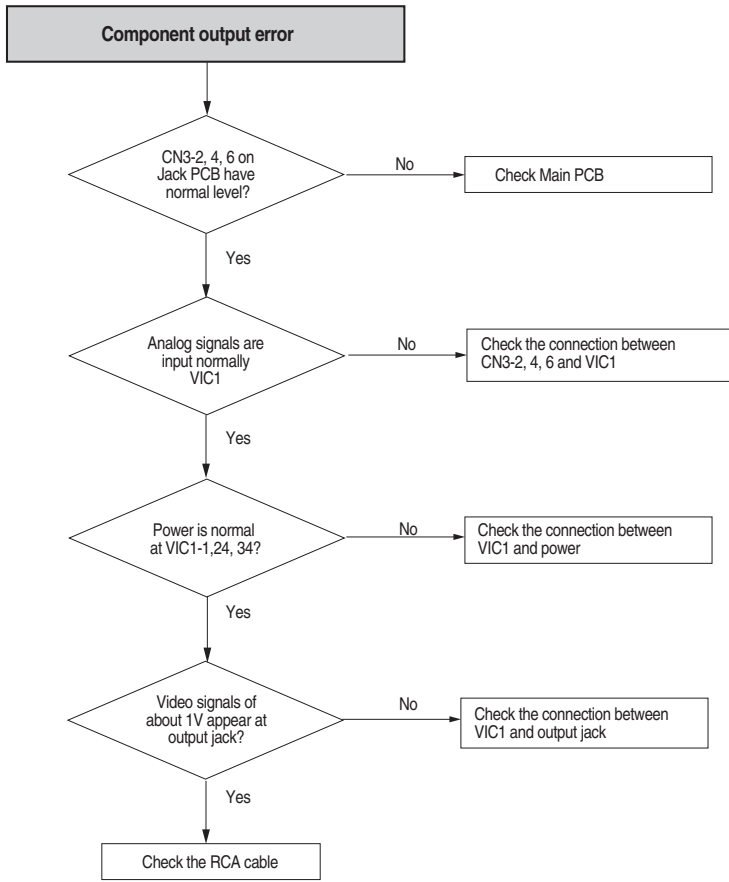 Component output error
CN3-2, 4, 6 on
Jack PCB have
normal level?
No
Check Main PCB
Yes
Analog signals are
input normally
VIC1
No
Check the connection between
CN3-2, 4, 6 and VIC1
Yes
Power is normal
at VIC1-1,24, 34?
No
Check the connection between
VIC1 and power
Yes
Video signals of
about 1V appear at
output jack?
No
Check the connection between
VIC1 and output jack
Yes
Check the RCA cable